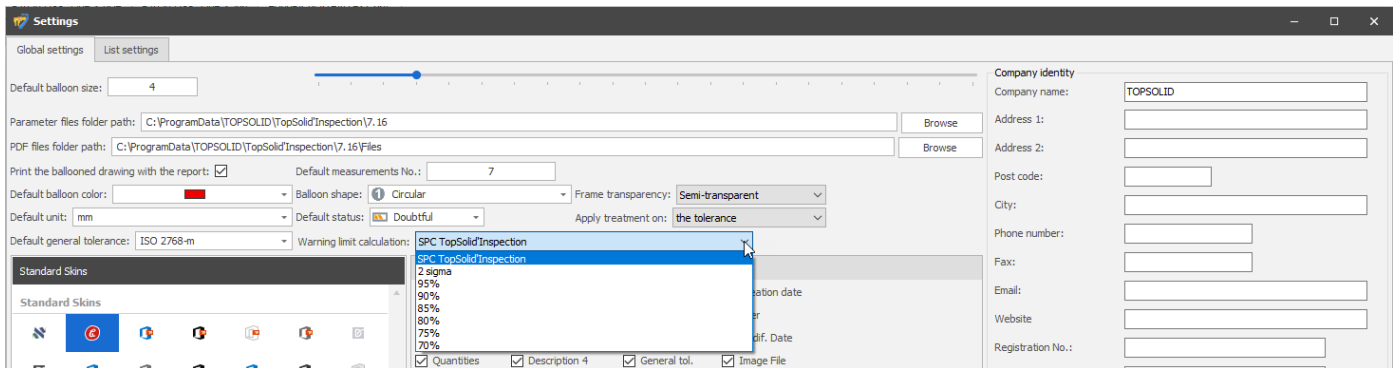 Settings
Global settings
List settings
Default balloon size: 4
Parameter files folder path: C:\ProgramData\TOPSOLID\TopSolid'Inspection\7.16 Browse
PDF files folder path: C:\ProgramData\TOPSOLID\TopSolid'Inspection\7.16\Files Browse
Print the ballooned drawing with the report: Default measurements No.: 7
Default balloon color: Balloon shape: 1 Circular Frame transparency: Semi-transparent
Default unit: mm Default status: Doubtful Apply treatment on: the tolerance
Default general tolerance: ISO 2768-m Warning limit calculation: SPC TopSolid'Inspection
SPC TopSolid'Inspection
2 sigma
95%
90%
85%
80%
75%
70%
Standard Skins
Standard Skins
ation date
er
dif. Date
Quantities Description 4 General tol. Image File
Company identity
Company name: TOPSOLID
Address 1:
Address 2:
Post code:
City:
Phone number:
Fax:
Email:
Website
Registration No.: